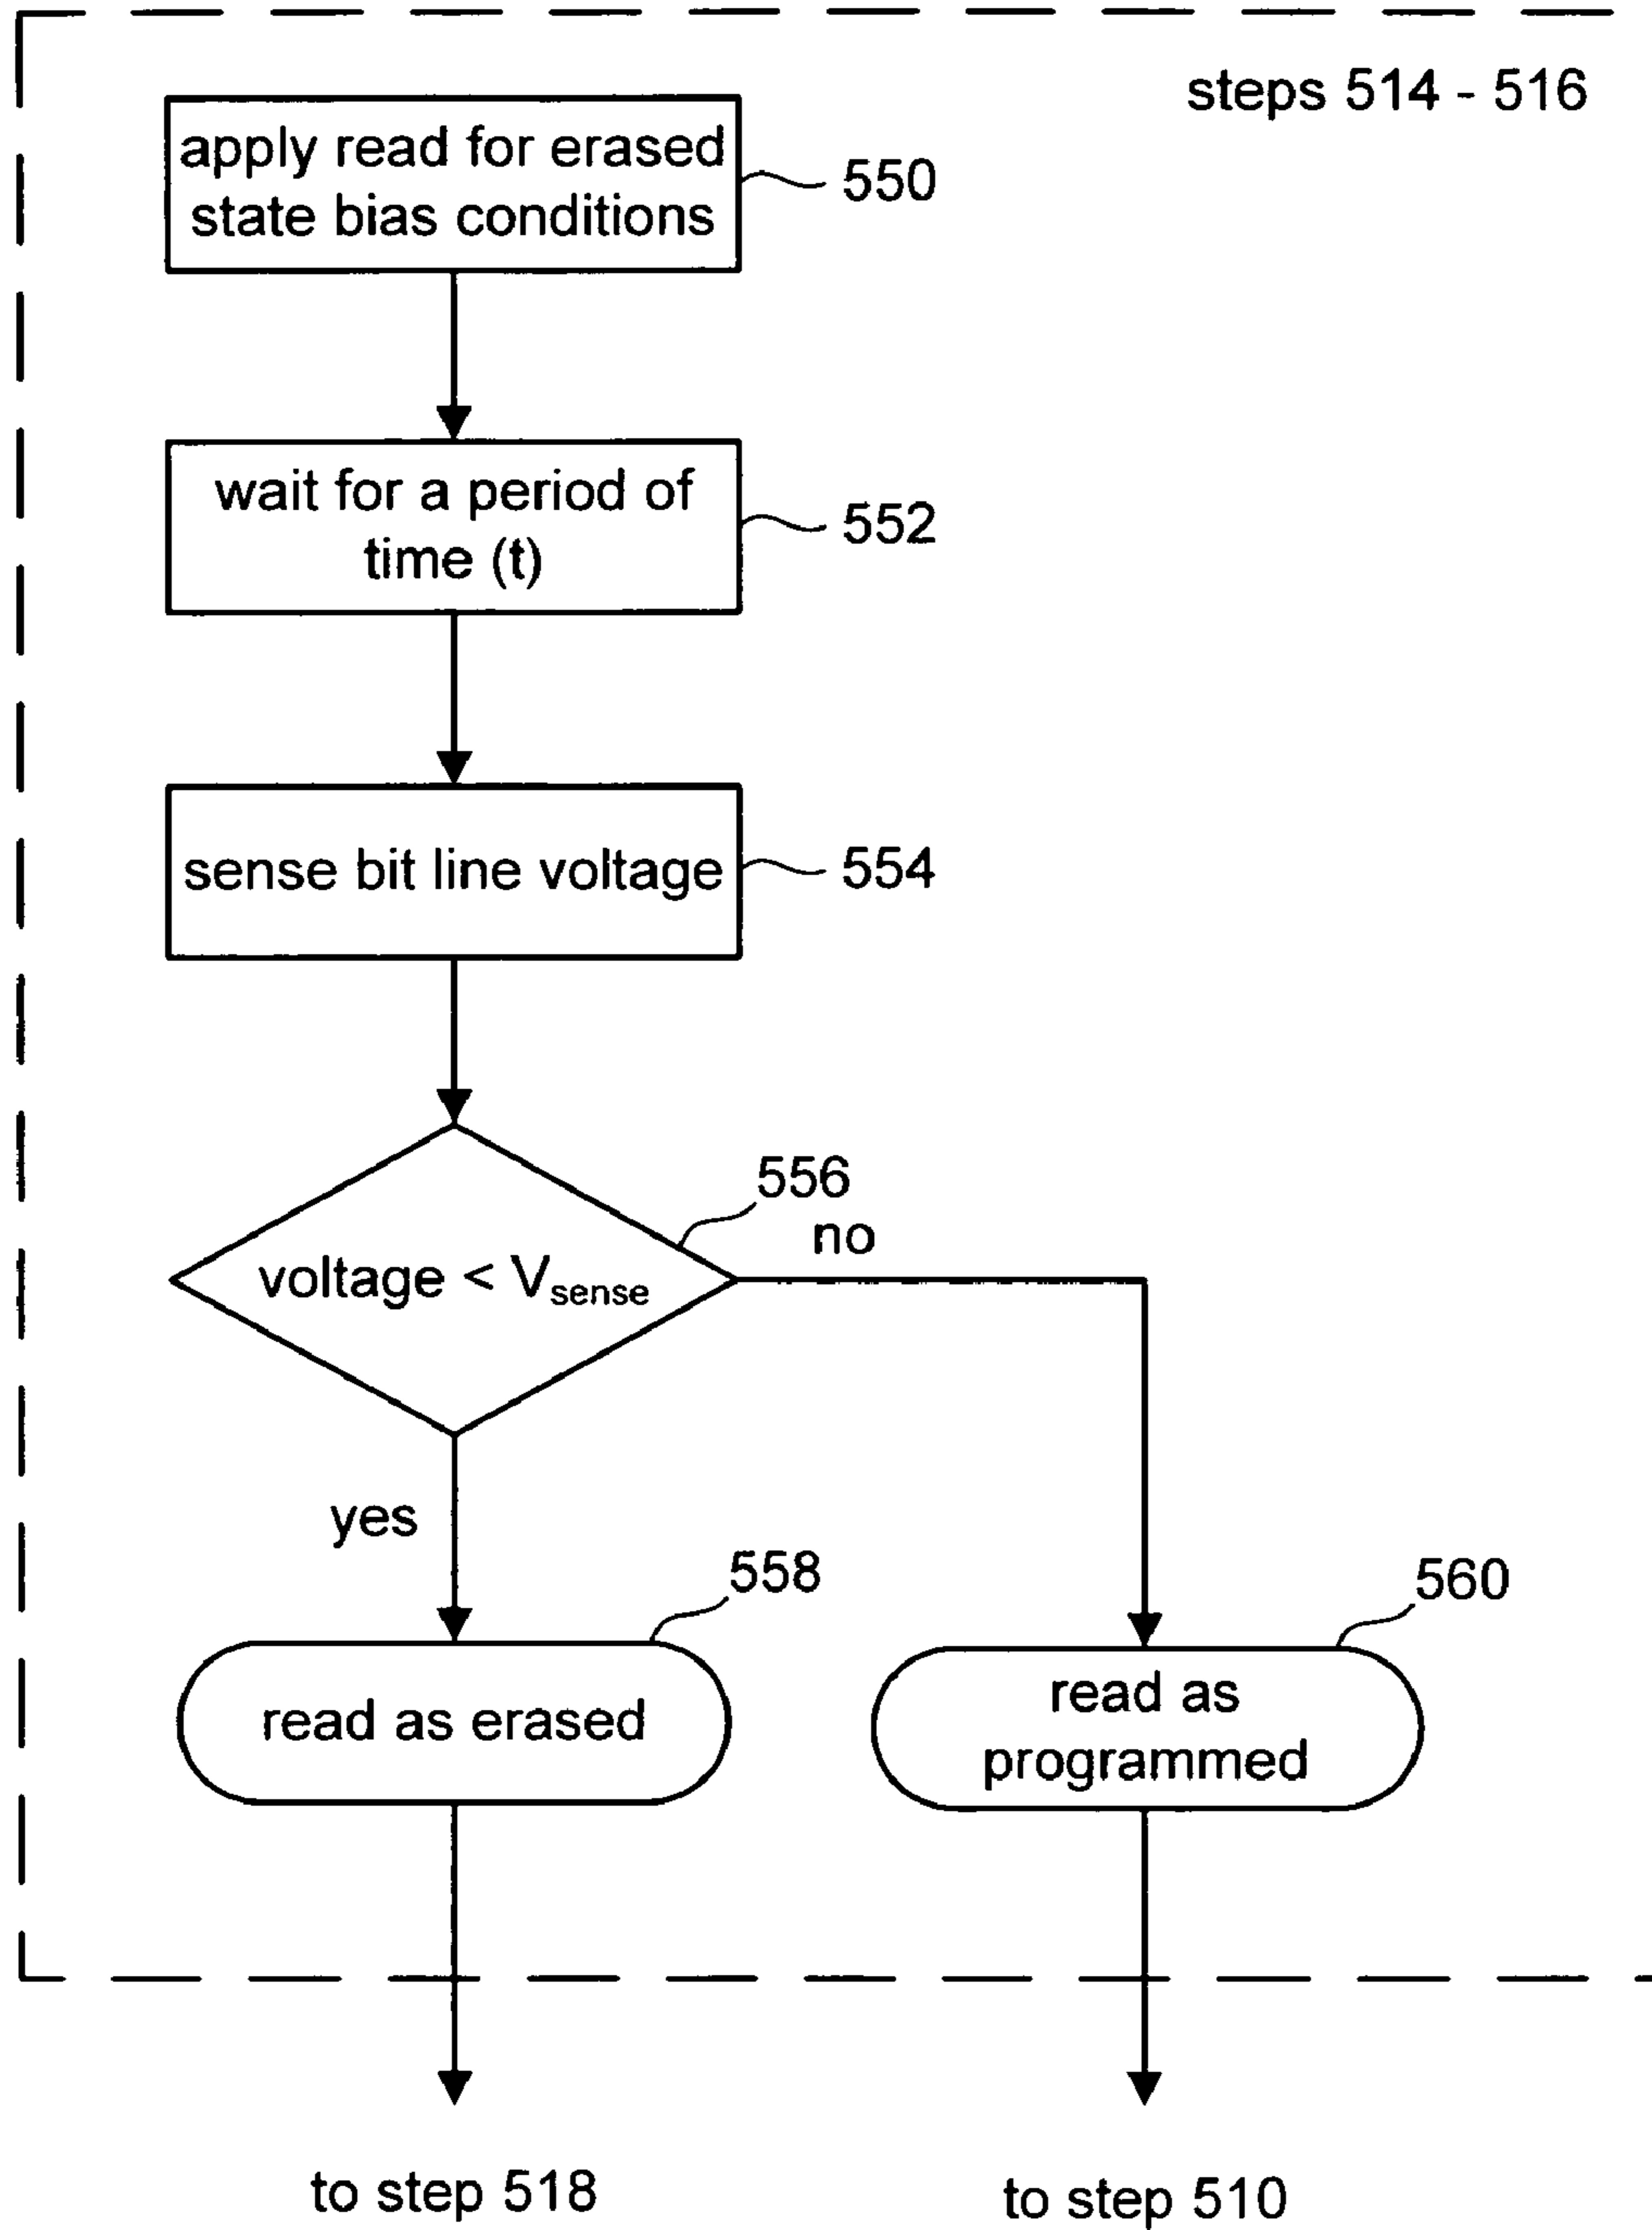 steps 514 - 516
apply read for erased
state bias conditions
550
wait for a period of
time (t)
552
sense bit line voltage
554
556
no
voltage < Vsense
yes
558
560
read as erased
read as
programmed
to step 518
to step 510